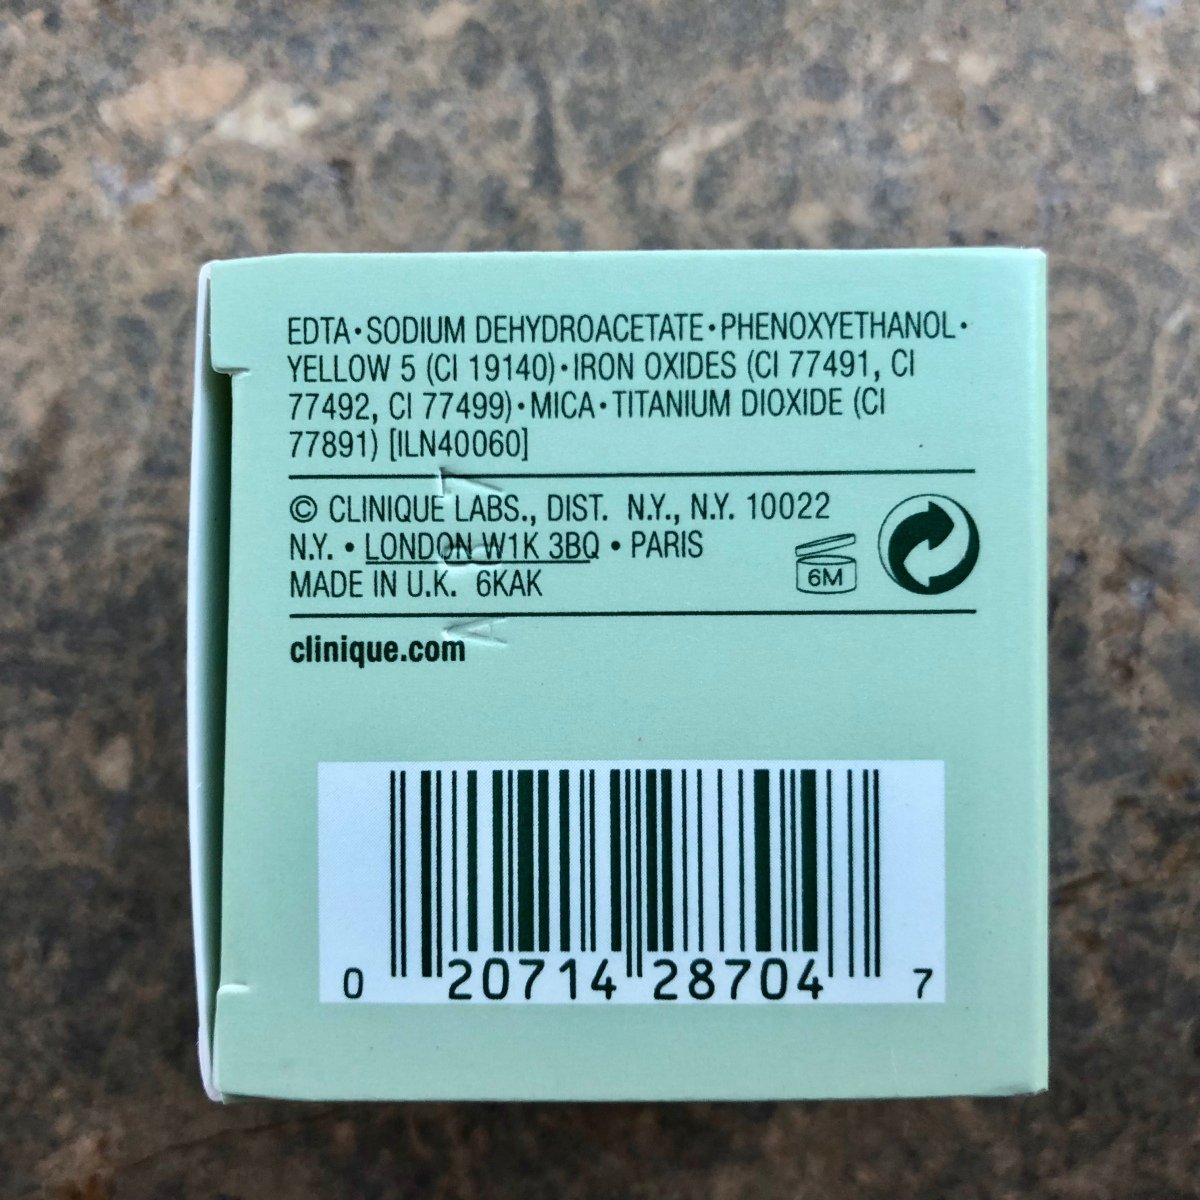 EDTA•SODIUM DEHYDROACETATE•PHENOXYETHANOL•
YELLOW 5 (CI 19140)•IRON OXIDES (CI 77491, CI
77492, CI 77499)•MICA•TITANIUM DIOXIDE (CI
77891) [ILN40060]
© CLINIQUE LABS., DIST. N.Y., N.Y. 10022
N.Y. • LONDON W1K 3BQ • PARIS
MADE IN U.K. 6KAK
6M
clinique.com
0 20714 28704 7